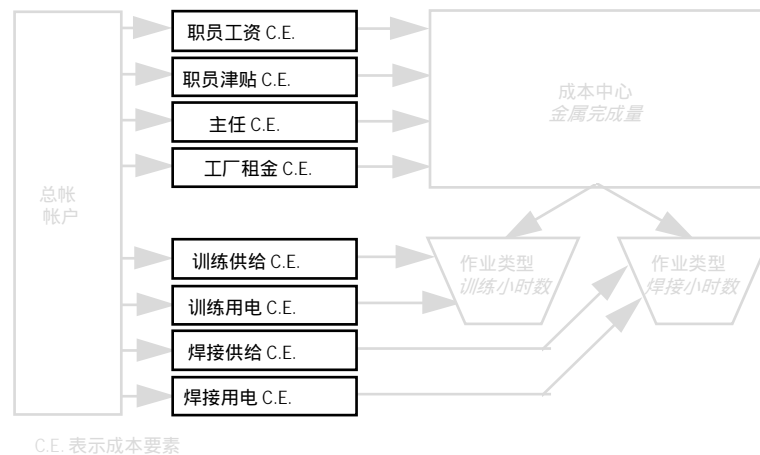 职员工资 C.E.
职员津贴 C.E.
主任 C.E.
工厂租金 C.E.
成本中心
金属完成量
总帐
帐户
训练供给 C.E.
训练用电 C.E.
焊接供给 C.E.
焊接用电 C.E.
作业类型
训练小时数
作业类型
焊接小时数
C.E. 表示成本要素